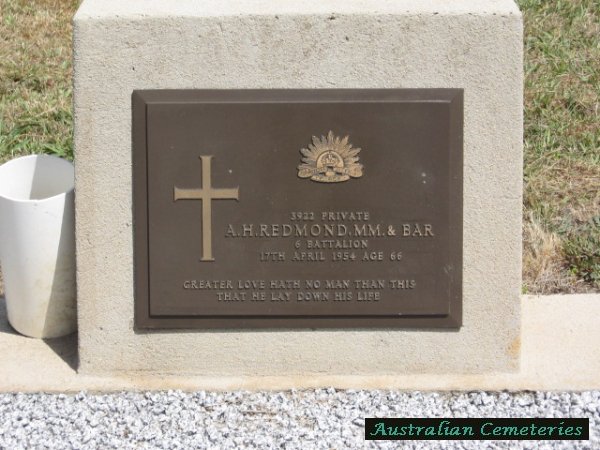 3922 PRIVATE
A.H.REDMOND.MM.& BAR
6 BATTALION
17TH APRIL 1954 AGE 66
GREATER LOVE HATH NO MAN THAN THIS
THAT HE LAY DOWN HIS LIFE
Australian Cemeteries